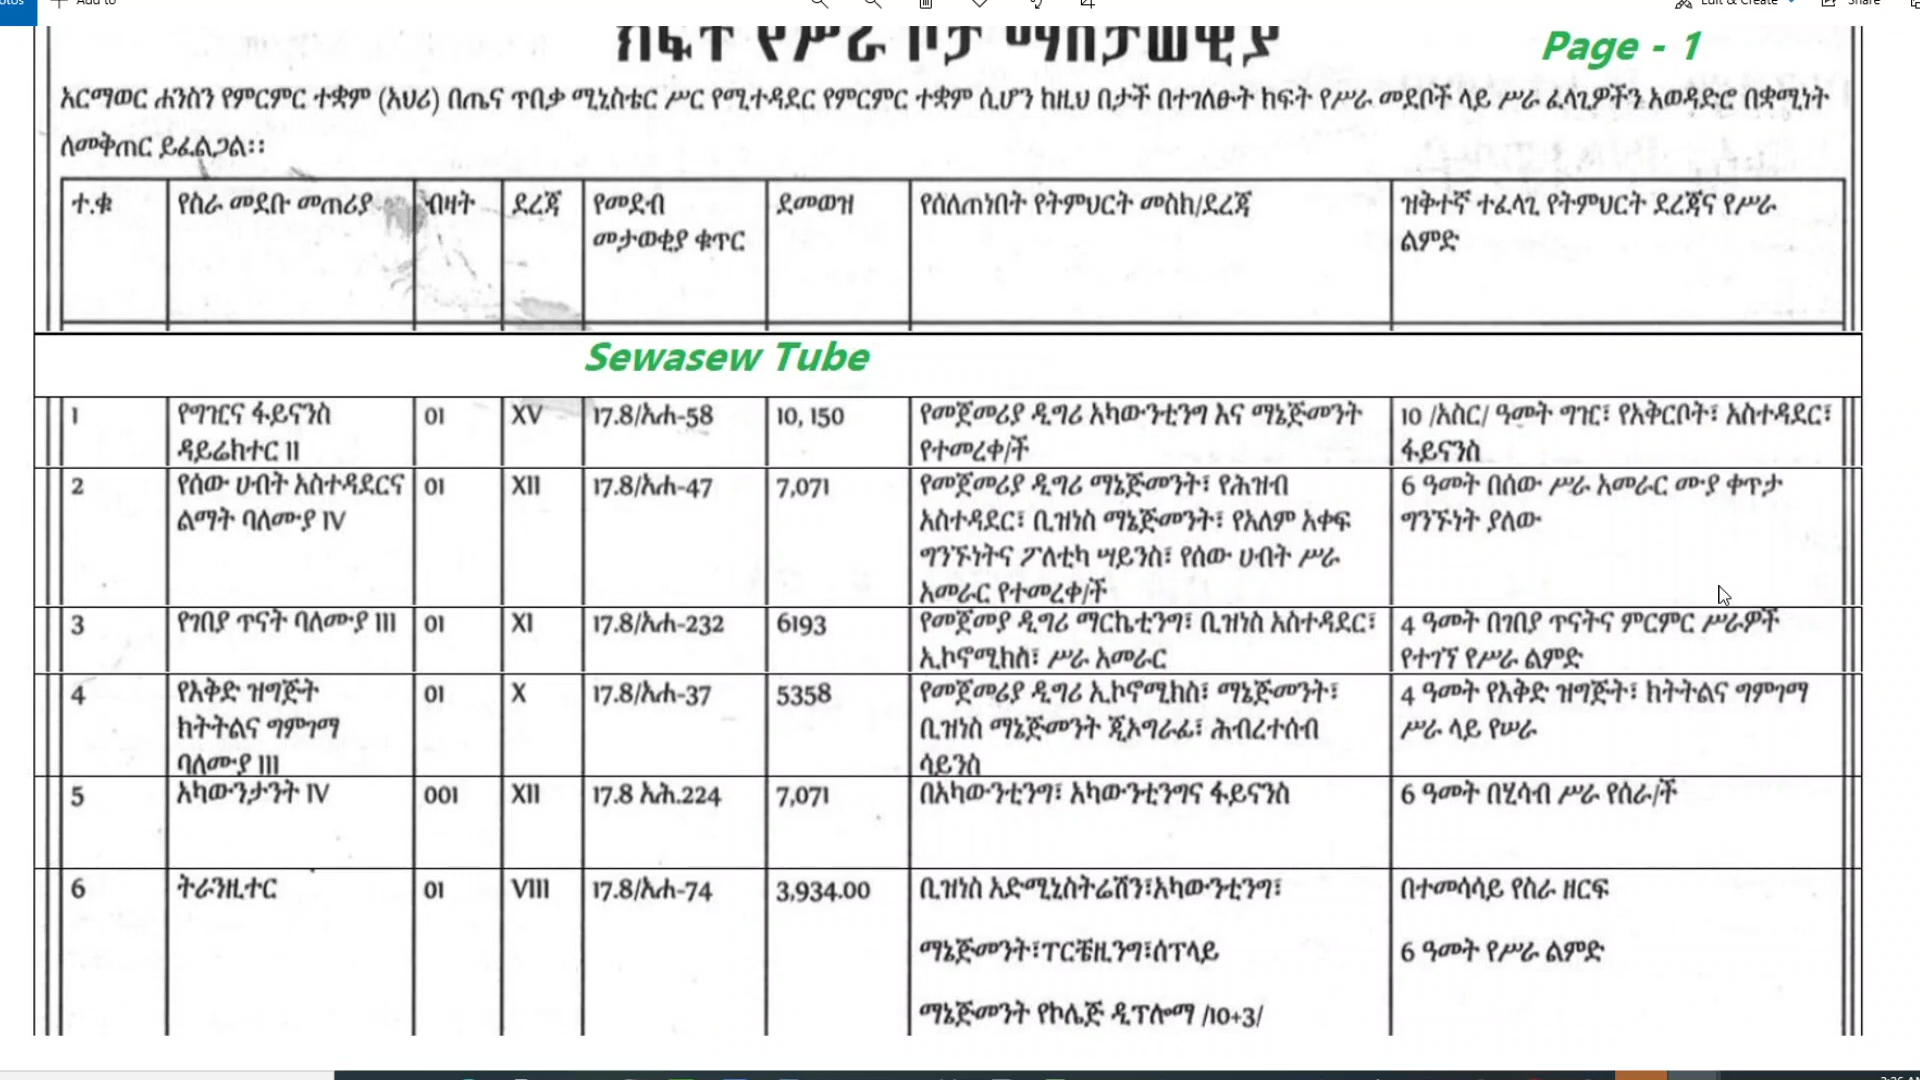 Add to
Edit & Create
Share
ክፍት የሥራ ቦታ ማስታወቂያ
Page - 1
አርማወር ሐንስን የምርምር ተቋም (አህሪ) በጤና ጥበቃ ሚኒስቴር ሥር የሚተዳደር የምርምር ተቋም ሲሆን ከዚህ በታች በተገለፁት ክፍት የሥራ መደቦች ላይ ሥራ ፈላጊዎችን አወዳድሮ በቋሚነት
ለመቅጠር ይፈልጋል፡፡
ተ.ቁ የስራ መደቡ መጠሪያ ብዛት ደረጃ የመደብ መታወቂያ ቁጥር ደመወዝ የሰለጠነበት የትምህርት መስክ/ደረጃ ዝቅተኛ ተፈላጊ የትምህርት ደረጃና የሥራ ልምድ
Sewasew Tube
1 የግዢና ፋይናንስ ዳይሬክተር II 01 XV 17.8/አሐ-58 10, 150 የመጀመሪያ ዲግሪ አካውንቲንግ እና ማኔጅመንት የተመረቀ/ች 10 /አስር/ ዓመት ግዢ፣ የአቅርቦት፣ አስተዳደር፣ ፋይናንስ
2 የሰው ሀብት አስተዳደርና ልማት ባለሙያ IV 01 XII 17.8/አሐ-47 7,071 የመጀመሪያ ዲግሪ ማኔጅመንት፣ የሕዝብ አስተዳደር፣ ቢዝነስ ማኔጅመንት፣ የአለም አቀፍ ግንኙነትና ፖለቲካ ሣይንስ፣ የሰው ሀብት ሥራ አመራር የተመረቀ/ች 6 ዓመት በሰው ሥራ አመራር ሙያ ቀጥታ ግንኙነት ያለው
3 የገበያ ጥናት ባለሙያ III 01 XI 17.8/አሐ-232 6193 የመጀመያ ዲግሪ ማርኬቲንግ፣ ቢዝነስ አስተዳደር፣ ኢኮኖሚክስ፣ ሥራ አመራር 4 ዓመት በገበያ ጥናትና ምርምር ሥራዎች የተገኘ የሥራ ልምድ
4 የእቅድ ዝግጅት ክትትልና ግምገማ ባለሙያ III 01 X 17.8/አሐ-37 5358 የመጀመሪያ ዲግሪ ኢኮኖሚክስ፣ ማኔጅመንት፣ ቢዝነስ ማኔጅመንት ጂኦግራፊ፣ ሕብረተሰብ ሳይንስ 4 ዓመት የእቅድ ዝግጅት፣ ክትትልና ግምገማ ሥራ ላይ የሠራ
5 አካውንታንት IV 001 XII 17.8 አሕ.224 7,071 በአካውንቲንግ፣ አካውንቲንግና ፋይናንስ 6 ዓመት በሂሳብ ሥራ የሰራ/ች
6 ትራንዚተር 01 VIII 17.8/አሐ-74 3,934.00 ቢዝነስ አድሚኒስትሬሽን፣አካውንቲንግ፣ ማኔጅመንት፣ፐርቼዚንግ፣ሰፕላይ ማኔጅመንት የኮሌጅ ዲፕሎማ /10+3/ በተመሳሳይ የስራ ዘርፍ 6 ዓመት የሥራ ልምድ